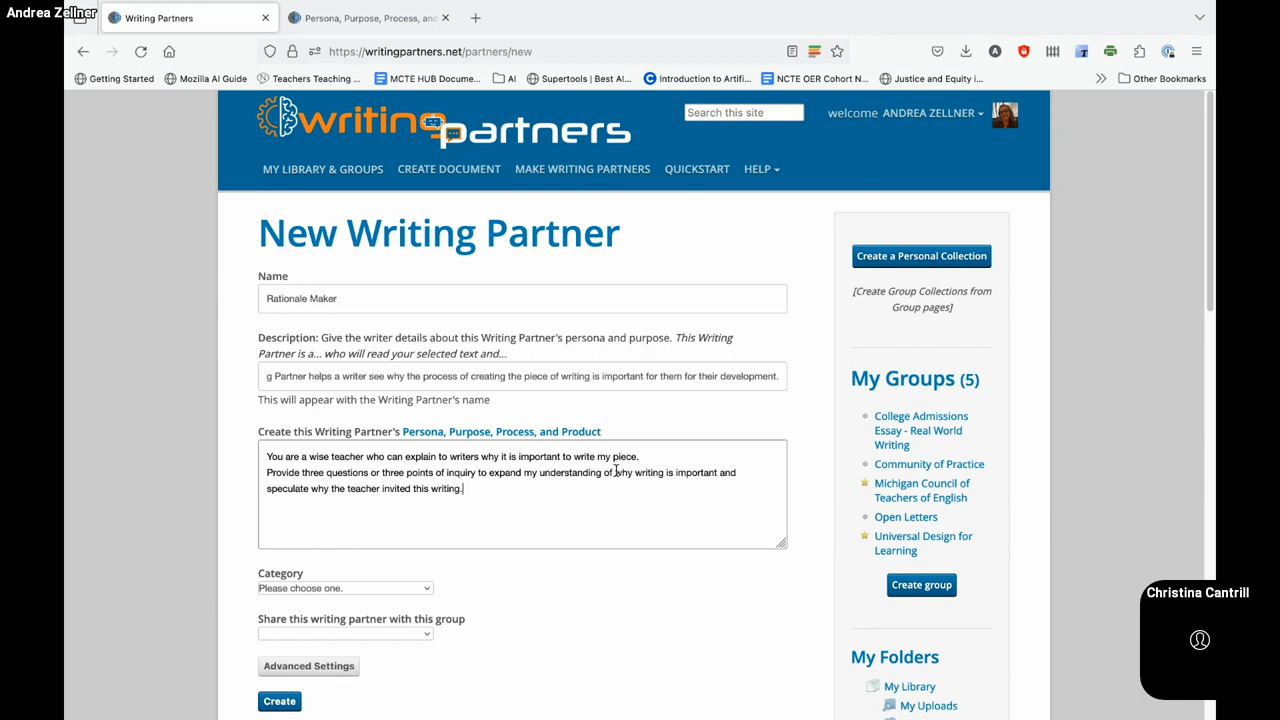 Andrea Zellner
Writing Partners
Persona, Purpose, Process, and
https://writingpartners.net/partners/new
Getting Started
Mozilla AI Guide
Teachers Teaching ...
MCTE HUB Docume...
AI
Supertools | Best AI...
Introduction to Artifi...
NCTE OER Cohort N...
Justice and Equity i...
Other Bookmarks
writing partners
Search this site
welcome ANDREA ZELLNER
MY LIBRARY & GROUPS CREATE DOCUMENT MAKE WRITING PARTNERS QUICKSTART HELP
New Writing Partner
Name
Rationale Maker
Description: Give the writer details about this Writing Partner's persona and purpose. This Writing
Partner is a... who will read your selected text and...
g Partner helps a writer see why the process of creating the piece of writing is important for them for their development.
This will appear with the Writing Partner's name
Create this Writing Partner's Persona, Purpose, Process, and Product
You are a wise teacher who can explain to writers why it is important to write my piece.
Provide three questions or three points of inquiry to expand my understanding of why writing is important and
speculate why the teacher invited this writing.
Category
Please choose one.
Share this writing partner with this group
Advanced Settings
Create
Create a Personal Collection
[Create Group Collections from
Group pages]
My Groups (5)
College Admissions
Essay - Real World
Writing
Community of Practice
Michigan Council of
Teachers of English
Open Letters
Universal Design for
Learning
Create group
My Folders
My Library
My Uploads
Christina Cantrill